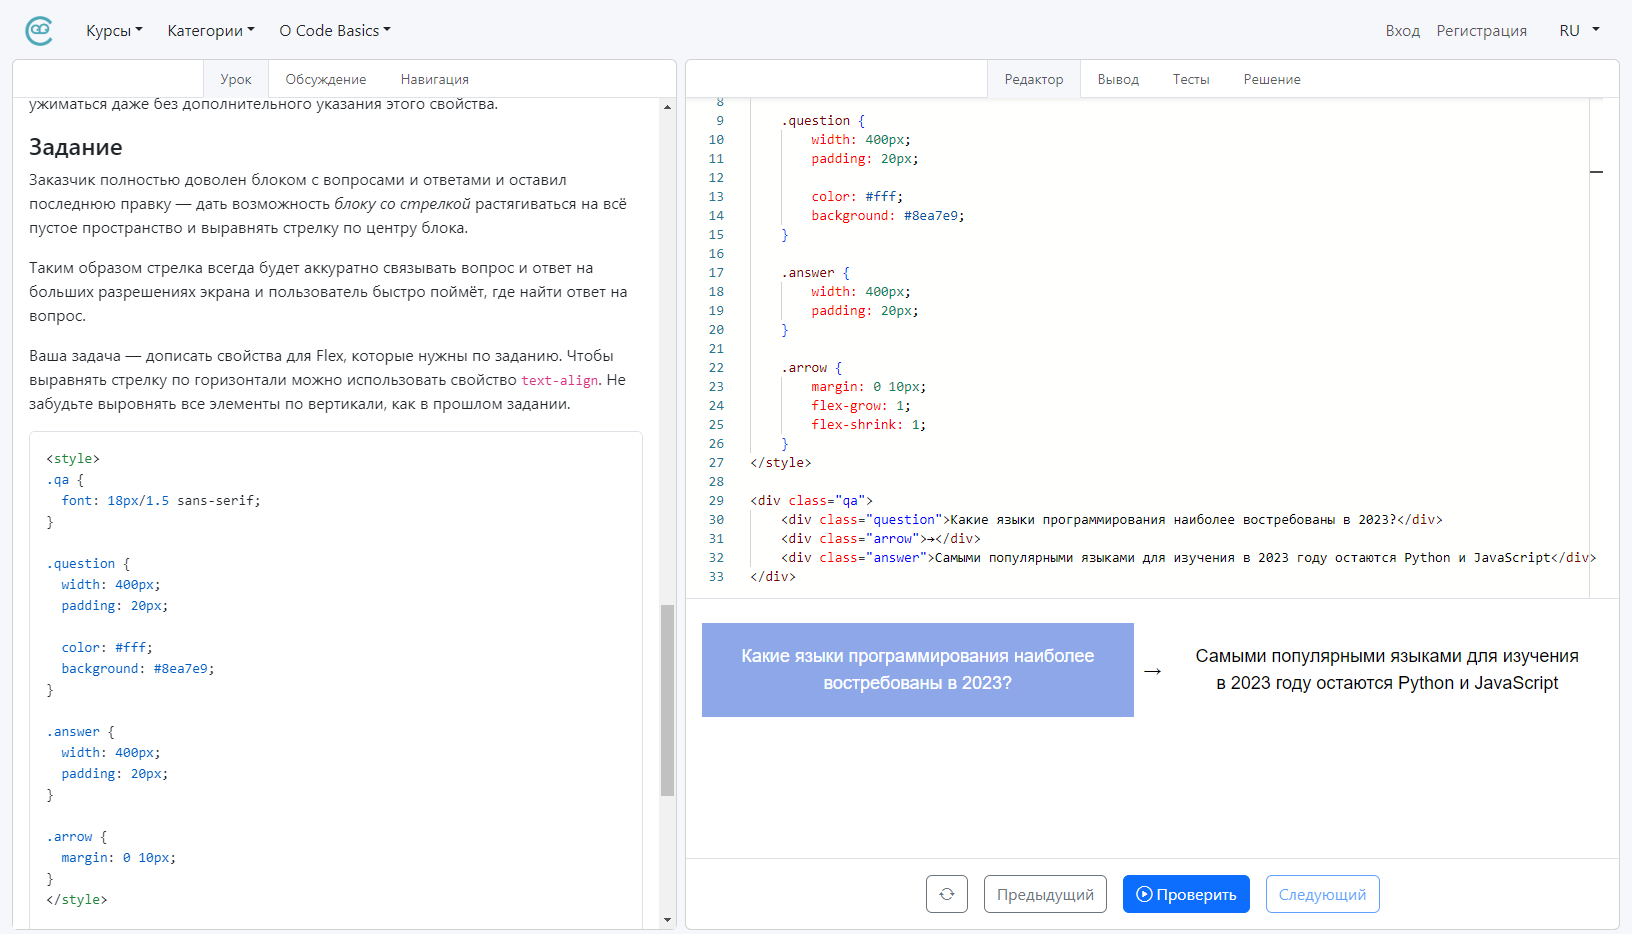 Курсы
Категории
О Code Basics
Вход
Регистрация
RU
Урок
Обсуждение
Навигация
ужиматься даже без дополнительного указания этого свойства.
Задание
Заказчик полностью доволен блоком с вопросами и ответами и оставил
последнюю правку — дать возможность блоку со стрелкой растягиваться на всё
пустое пространство и выравнять стрелку по центру блока.
Таким образом стрелка всегда будет аккуратно связывать вопрос и ответ на
больших разрешениях экрана и пользователь быстро поймёт, где найти ответ на
вопрос.
Ваша задача — дописать свойства для Flex, которые нужны по заданию. Чтобы
выравнять стрелку по горизонтали можно использовать свойство text-align. Не
забудьте выровнять все элементы по вертикали, как в прошлом задании.
<style>
.qa {
  font: 18px/1.5 sans-serif;
}

.question {
  width: 400px;
  padding: 20px;

  color: #fff;
  background: #8ea7e9;
}

.answer {
  width: 400px;
  padding: 20px;
}

.arrow {
  margin: 0 10px;
}
</style>
Редактор
Вывод
Тесты
Решение
8
9 .question {
10 width: 400px;
11 padding: 20px;
12
13 color: #fff;
14 background: #8ea7e9;
15 }
16
17 .answer {
18 width: 400px;
19 padding: 20px;
20 }
21
22 .arrow {
23 margin: 0 10px;
24 flex-grow: 1;
25 flex-shrink: 1;
26 }
27 </style>
28
29 <div class="qa">
30 <div class="question">Какие языки программирования наиболее востребованы в 2023?</div>
31 <div class="arrow">→</div>
32 <div class="answer">Самыми популярными языками для изучения в 2023 году остаются Python и JavaScript</div>
33 </div>
Какие языки программирования наиболее
востребованы в 2023?
→
Самыми популярными языками для изучения
в 2023 году остаются Python и JavaScript
Предыдущий
Проверить
Следующий